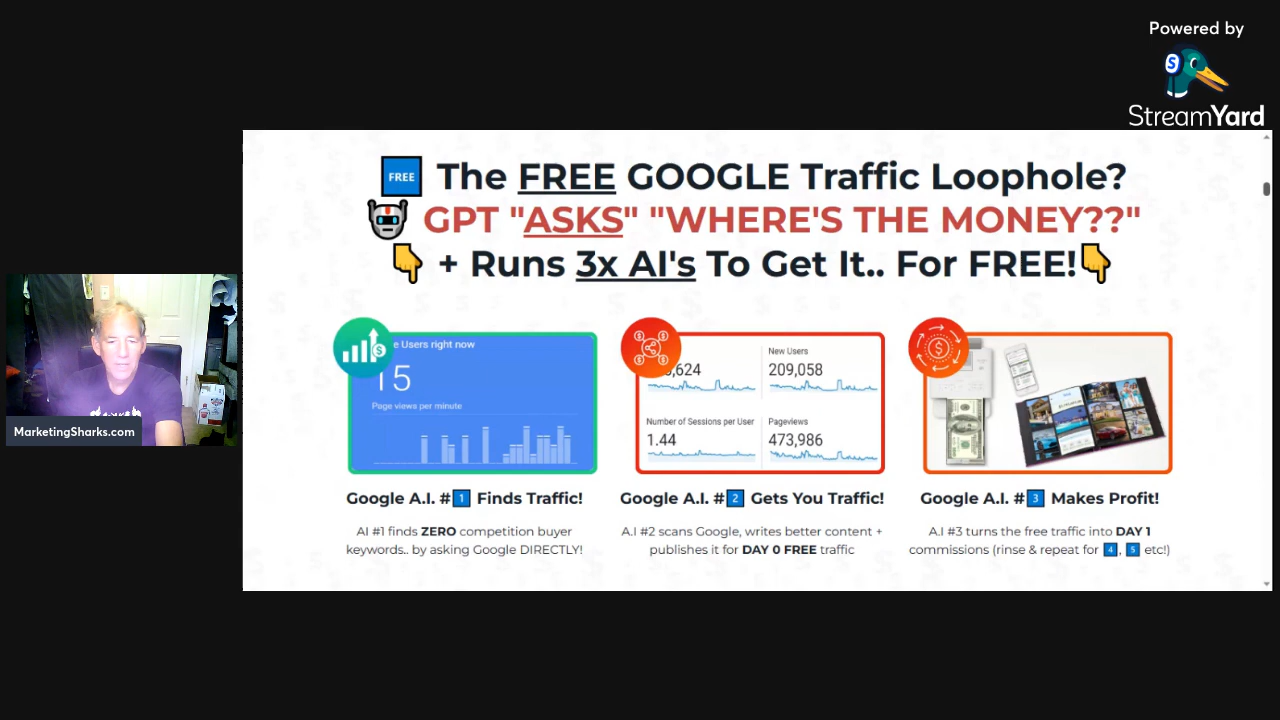 Powered by
StreamYard
FREE The FREE GOOGLE Traffic Loophole?
GPT "ASKS" "WHERE'S THE MONEY??"
+ Runs 3x AI's To Get It.. For FREE!
Users right now
15
Page views per minute
New Users
,624
209,058
Number of Sessions per User
Pageviews
1.44
473,986
Google A.I. #1 Finds Traffic!
AI #1 finds ZERO competition buyer
keywords.. by asking Google DIRECTLY!
Google A.I. #2 Gets You Traffic!
A.I #2 scans Google, writes better content +
publishes it for DAY 0 FREE traffic
Google A.I. #3 Makes Profit!
A.I #3 turns the free traffic into DAY 1
commissions (rinse & repeat for 4, 5 etc!)
MarketingSharks.com